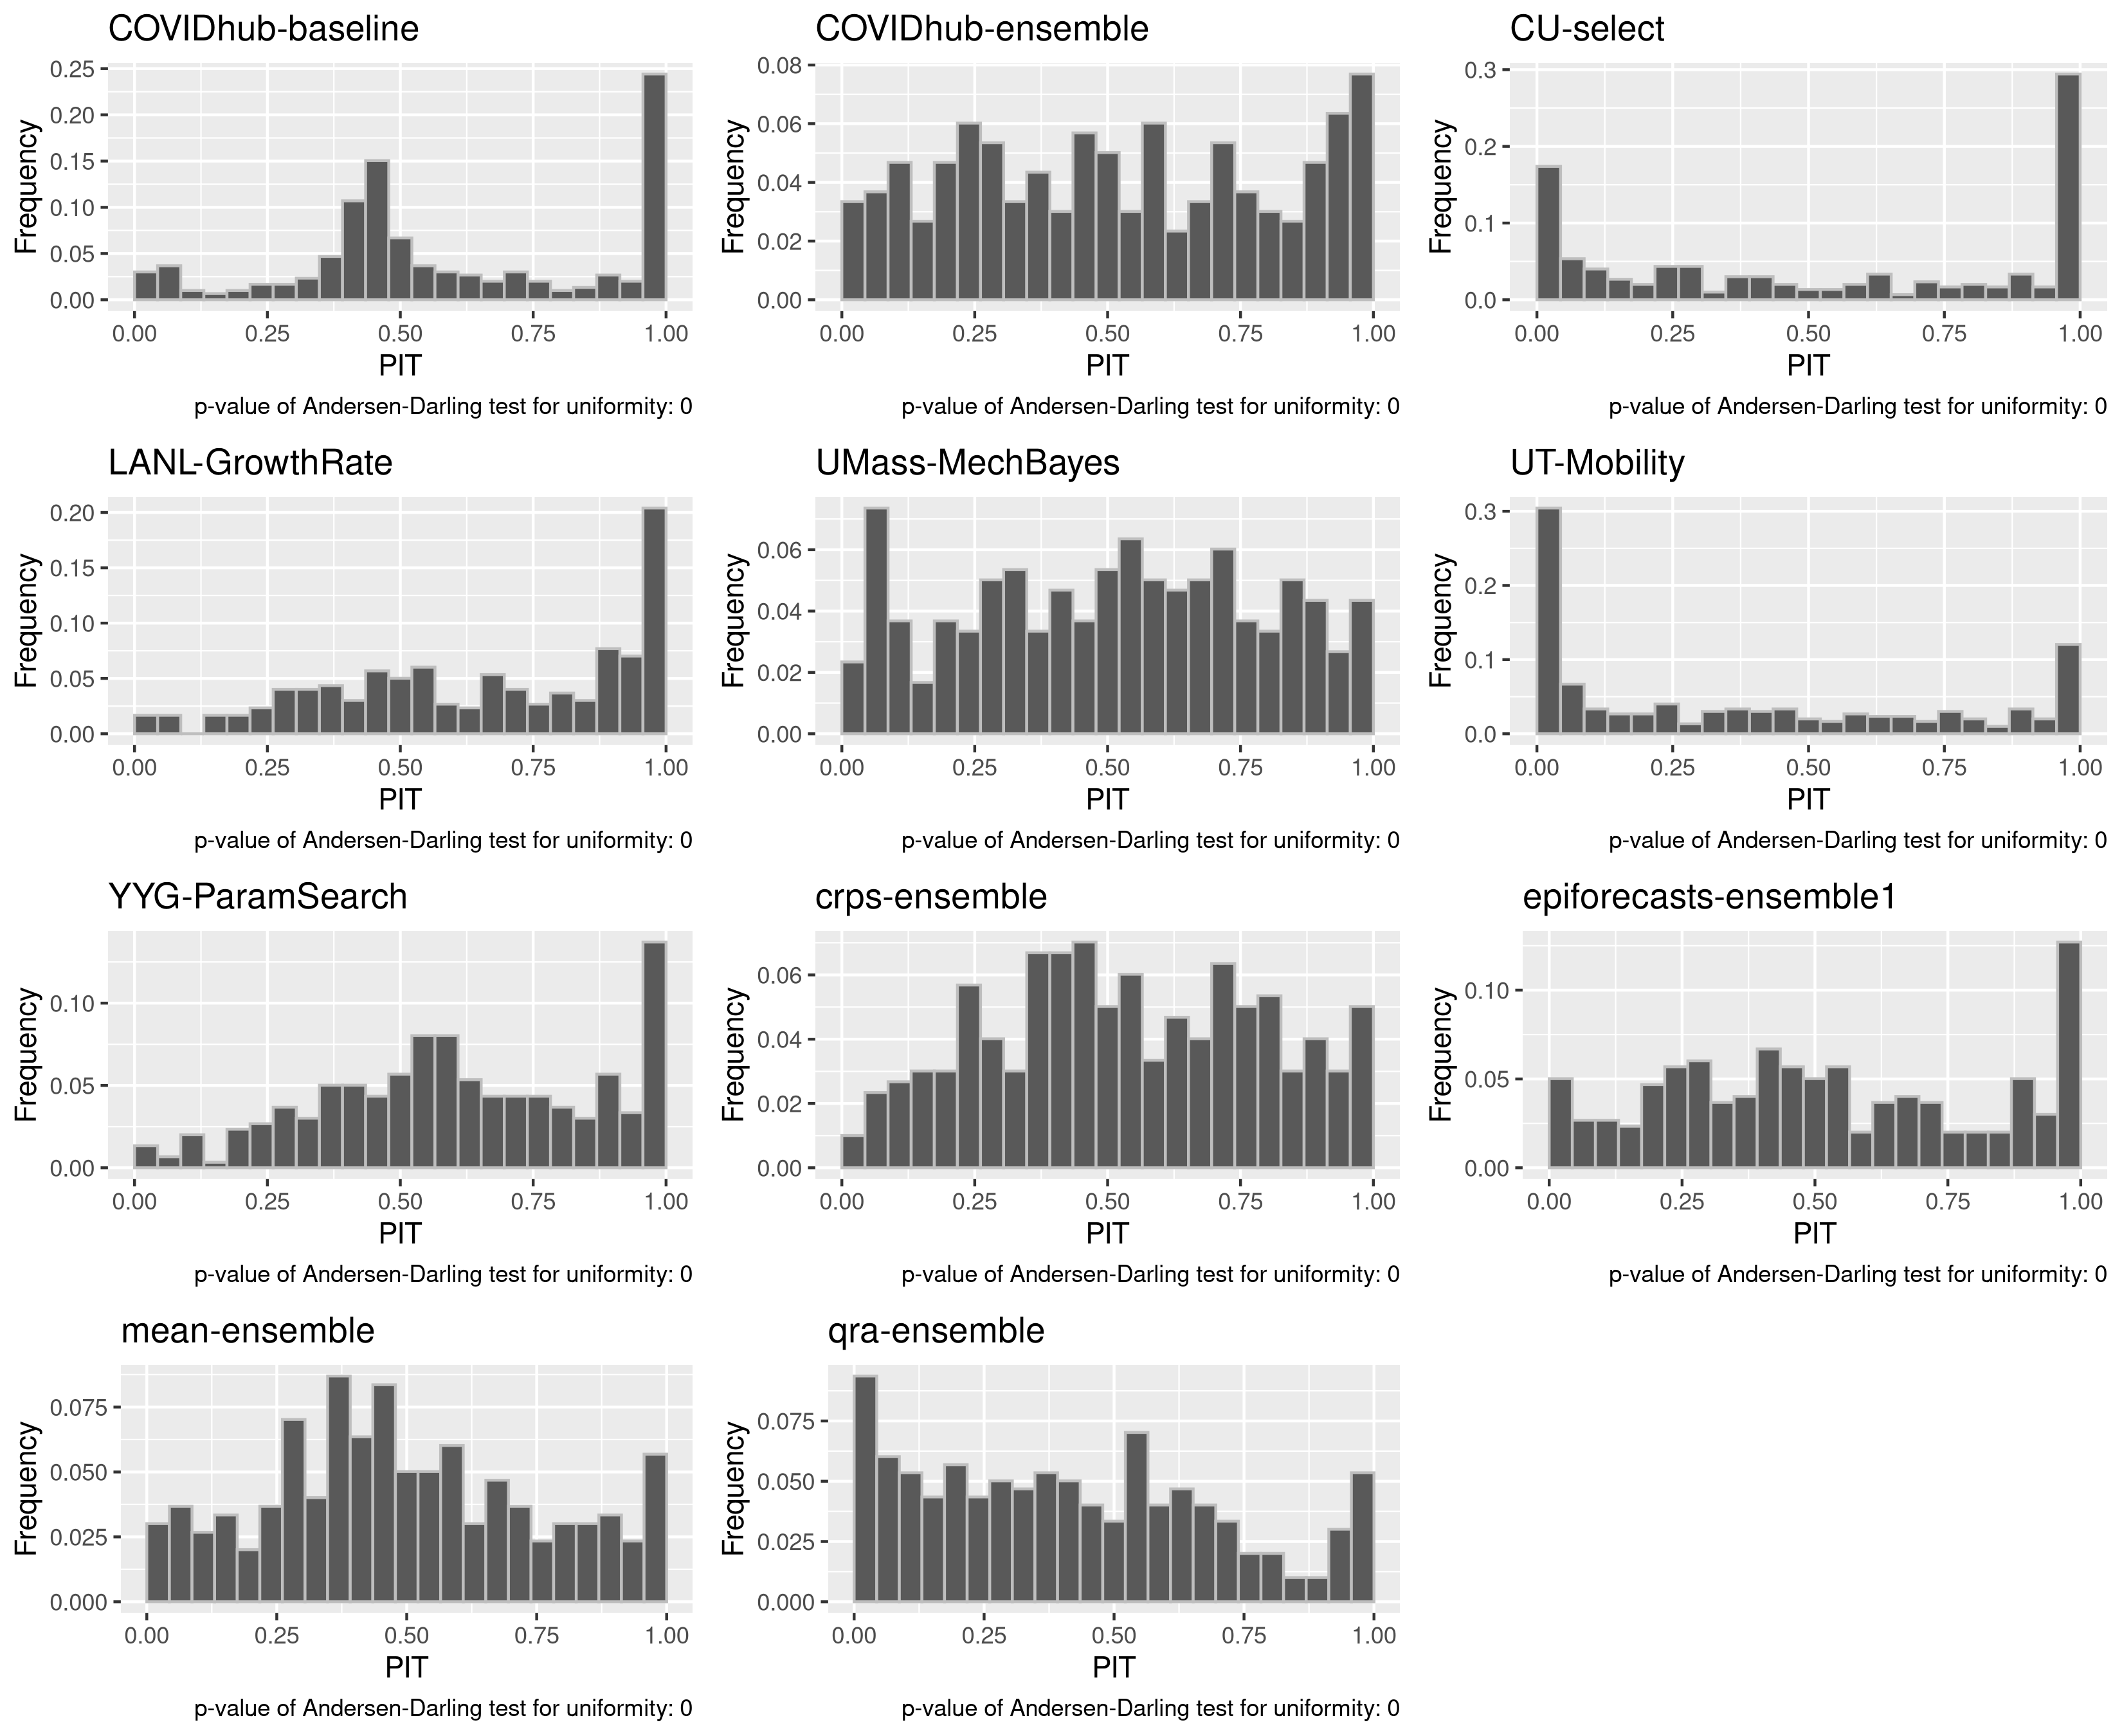 COVIDhub-baseline
0.25
0.20
0.15
0.10
0.05
0.00
Frequency
0.00 0.25 0.50 0.75 1.00
PIT
p-value of Andersen-Darling test for uniformity: 0
COVIDhub-ensemble
0.08
0.06
0.04
0.02
0.00
Frequency
0.00 0.25 0.50 0.75 1.00
PIT
p-value of Andersen-Darling test for uniformity: 0
CU-select
0.3
0.2
0.1
0.0
Frequency
0.00 0.25 0.50 0.75 1.00
PIT
p-value of Andersen-Darling test for uniformity: 0
LANL-GrowthRate
0.20
0.15
0.10
0.05
0.00
Frequency
0.00 0.25 0.50 0.75 1.00
PIT
p-value of Andersen-Darling test for uniformity: 0
UMass-MechBayes
0.06
0.04
0.02
0.00
Frequency
0.00 0.25 0.50 0.75 1.00
PIT
p-value of Andersen-Darling test for uniformity: 0
UT-Mobility
0.3
0.2
0.1
0.0
Frequency
0.00 0.25 0.50 0.75 1.00
PIT
p-value of Andersen-Darling test for uniformity: 0
YYG-ParamSearch
0.10
0.05
0.00
Frequency
0.00 0.25 0.50 0.75 1.00
PIT
p-value of Andersen-Darling test for uniformity: 0
crps-ensemble
0.06
0.04
0.02
0.00
Frequency
0.00 0.25 0.50 0.75 1.00
PIT
p-value of Andersen-Darling test for uniformity: 0
epiforecasts-ensemble1
0.10
0.05
0.00
Frequency
0.00 0.25 0.50 0.75 1.00
PIT
p-value of Andersen-Darling test for uniformity: 0
mean-ensemble
0.075
0.050
0.025
0.000
Frequency
0.00 0.25 0.50 0.75 1.00
PIT
p-value of Andersen-Darling test for uniformity: 0
qra-ensemble
0.075
0.050
0.025
0.000
Frequency
0.00 0.25 0.50 0.75 1.00
PIT
p-value of Andersen-Darling test for uniformity: 0